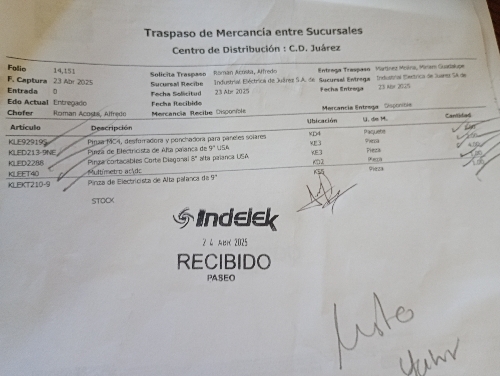 Traspaso de Mercancía entre Sucursales
Centro de Distribución : C.D. Juárez
Folio 14,151 Solicita Traspaso Roman Acosta, Alfredo Entrega Traspaso Martinez Molina, Miriam Guadalupe
F. Captura 23 Abr 2025 Sucursal Recibe Industrial Eléctrica de Juárez S.A. de Sucursal Entrega Industrial Eléctrica de Juárez SA de
Entrada 0 Fecha Solicitud 23 Abr 2025 Fecha Entrega 23 Abr 2025
Edo Actual Entregado Fecha Recibido
Chofer Roman Acosta, Alfredo Mercancía Recibe Disponible Mercancía Entrega Disponible
Artículo Descripción Ubicación U. de M. Cantidad
KLE92919S Pinza MC4, desforradora y ponchadora para paneles solares KD4 Paquete
KLED213-9NE Pinza de Electricista de Alta palanca de 9" USA KE3 Pieza
KLED2288 Pinza cortacables Corte Diagonal 8" alta palanca USA KE3 Pieza
KLEET40 Multímetro ac\dc KD2 Pieza
KLEKT210-9 Pinza de Electricista de Alta palanca de 9" Pieza
STOCK
Indelek
24 ABR 2025
RECIBIDO
PASEO